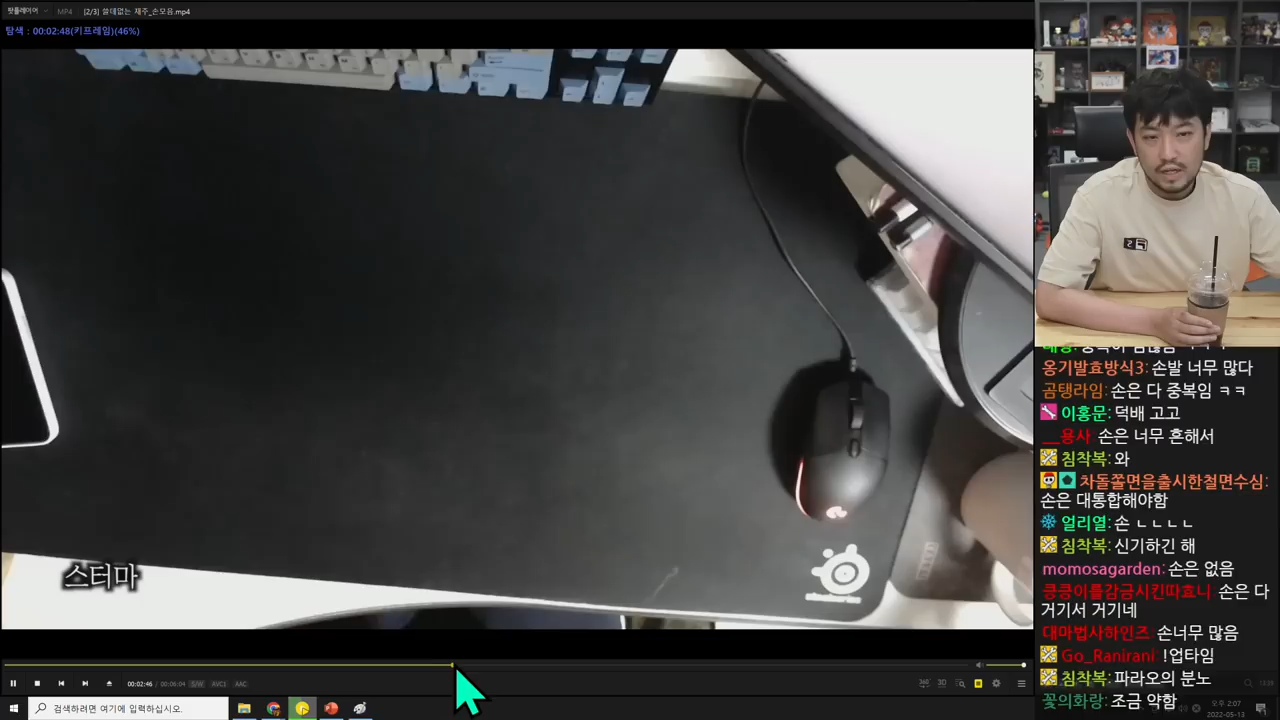 팟플레이어
MP4
[2/3] 쓸데없는 재주_손모음.mp4
탐색 : 00:02:48(키프레임)(46%)
스터마
옹기발효방식3: 손발 너무 많다
곰탱라임: 손은 다 중복임 ㅋㅋ
이홍문: 덕배 고고
__용사 손은 너무 흔해서
침착복: 와
차돌쫄면을출시한철면수심:
손은 대통합해야함
얼리열: 손 ㄴㄴㄴㄴ
침착복: 신기하긴 해
momosagarden: 손은 없음
킁킁이를감금시킨따효니 손은 다
거기서 거기네
대마법사하인즈: 손너무 많음
Go_Ranirani !업타임
침착복: 파라오의 분노
꽃의화랑: 조금 약함
00:02:46 / 00:06:04 S/W AVC1 AAC
360° 3D
검색하려면 여기에 입력하십시오.
오후 2:07
2022-05-13